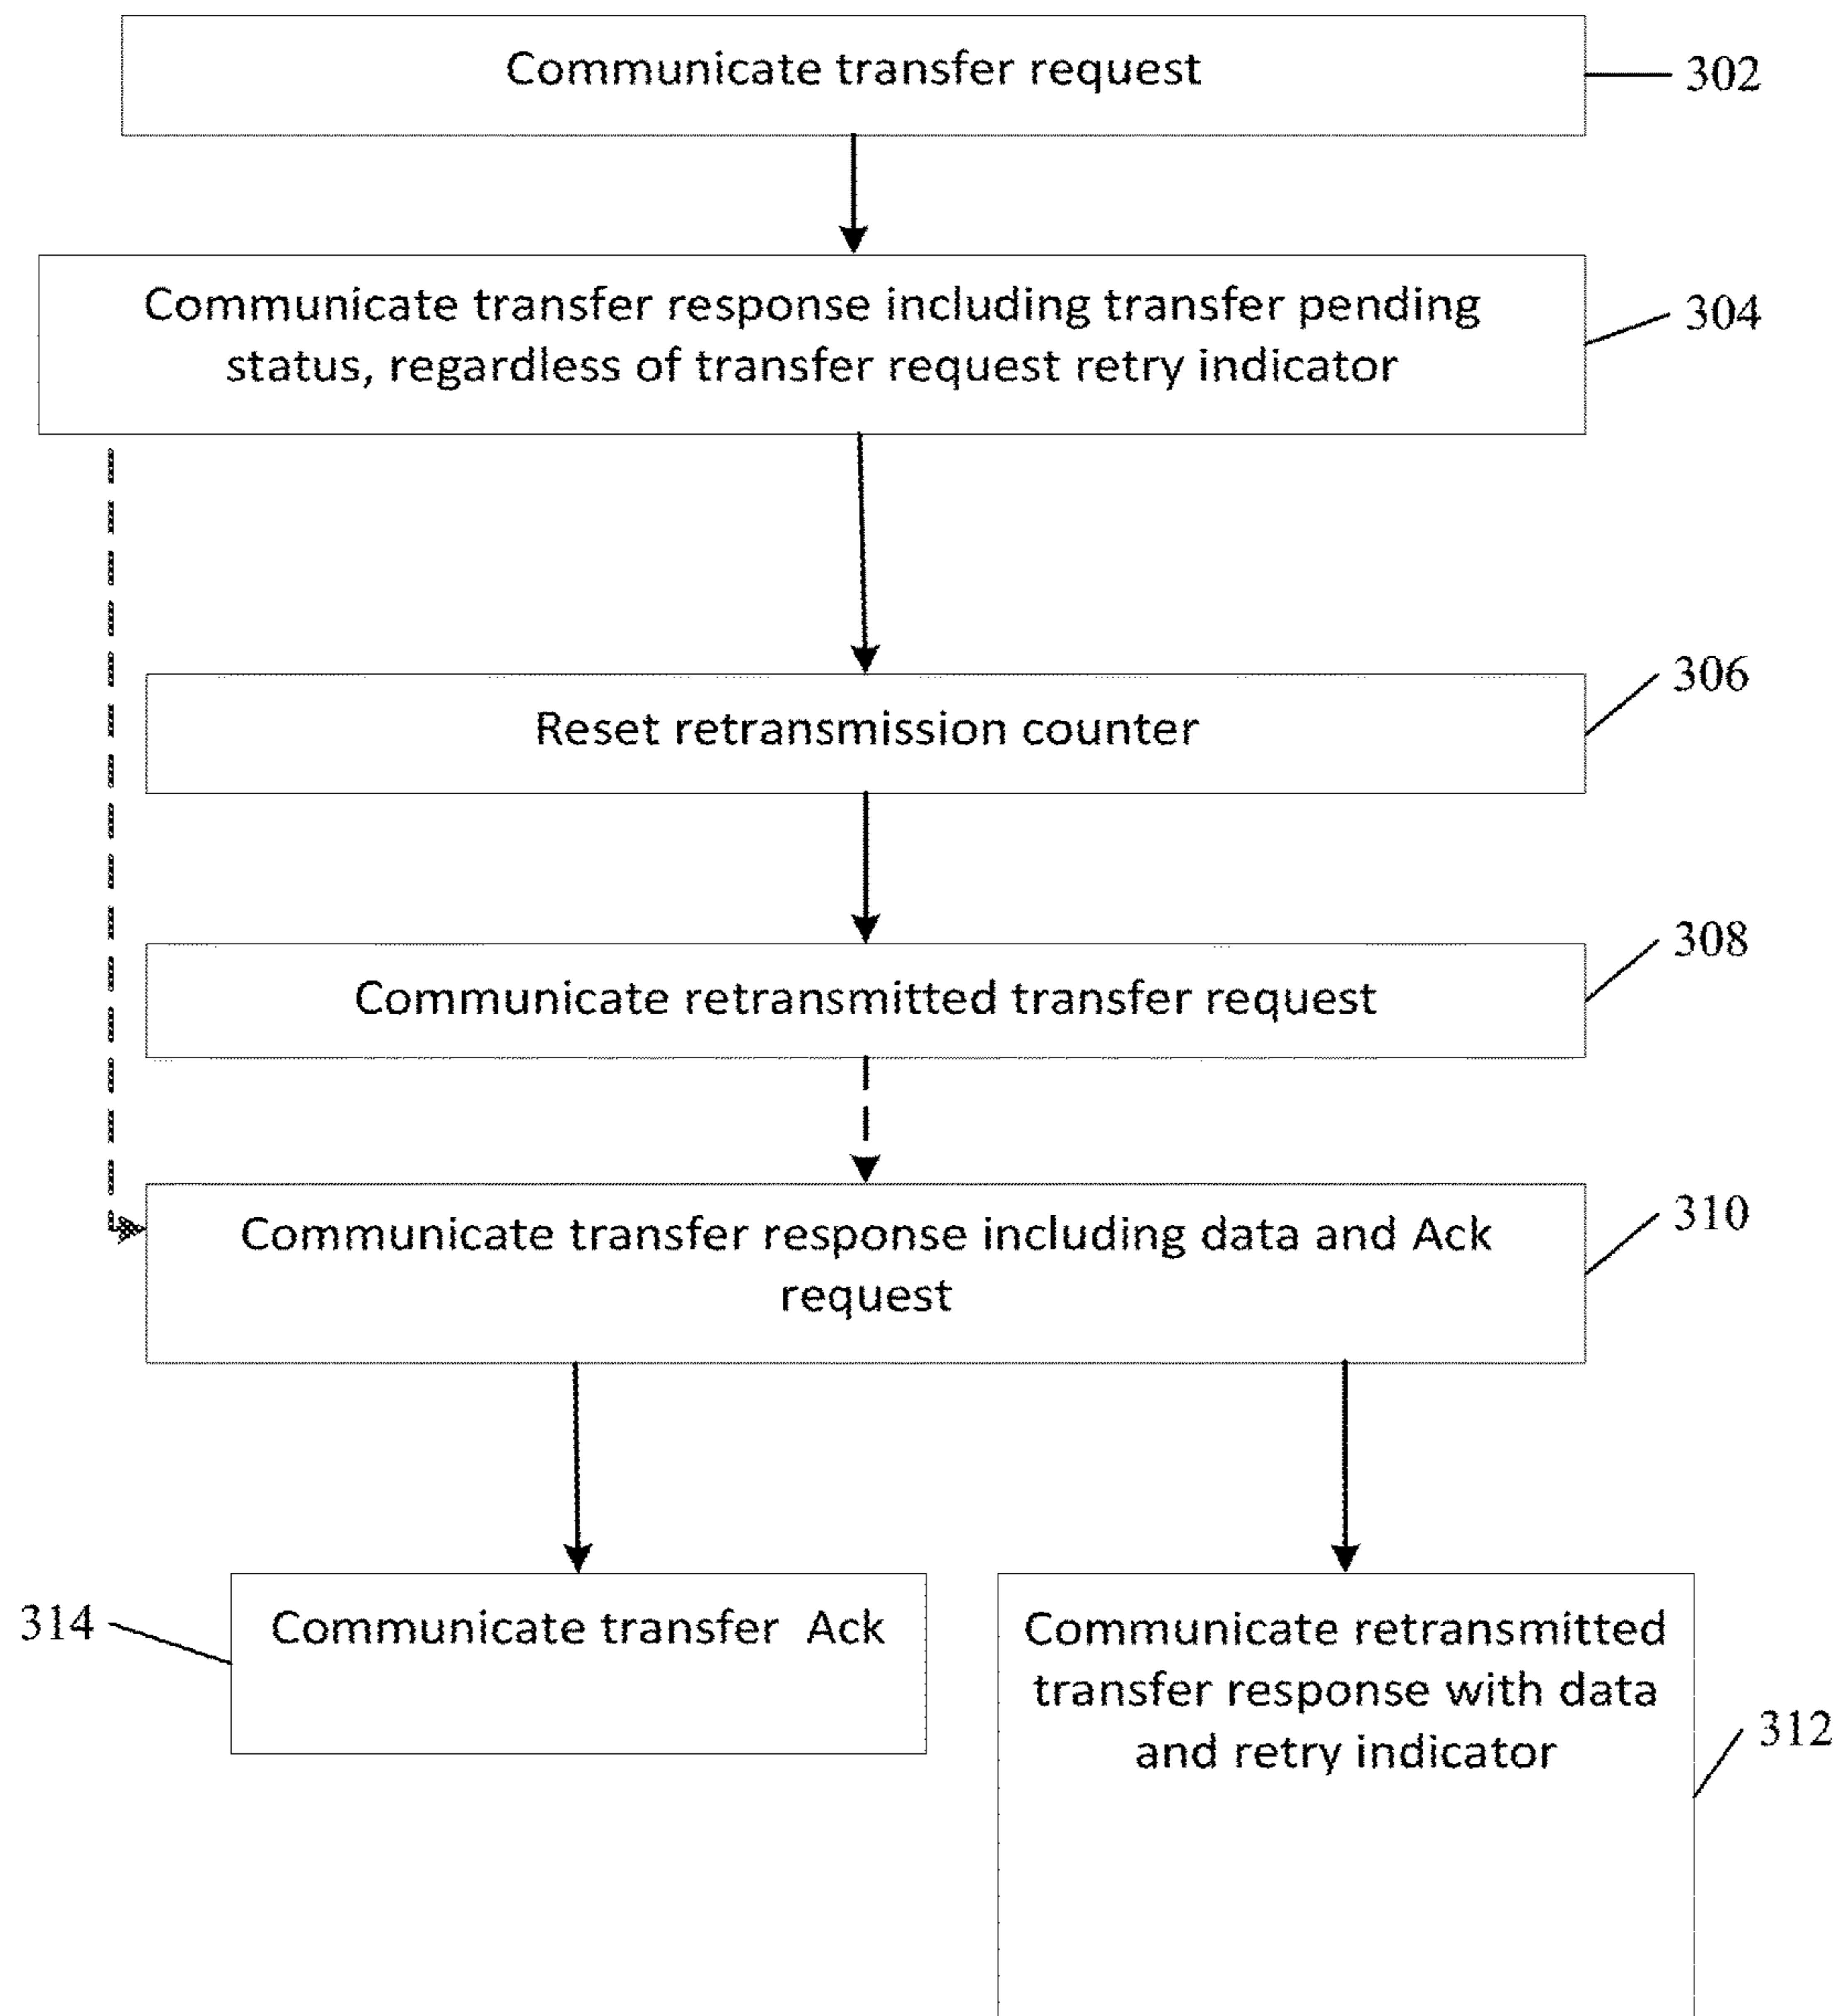 Communicate transfer request
302
Communicate transfer response including transfer pending
status, regardless of transfer request retry indicator
304
Reset retransmission counter
306
Communicate retransmitted transfer request
308
Communicate transfer response including data and Ack
request
310
Communicate transfer Ack
314
Communicate retransmitted
transfer response with data
and retry indicator
312